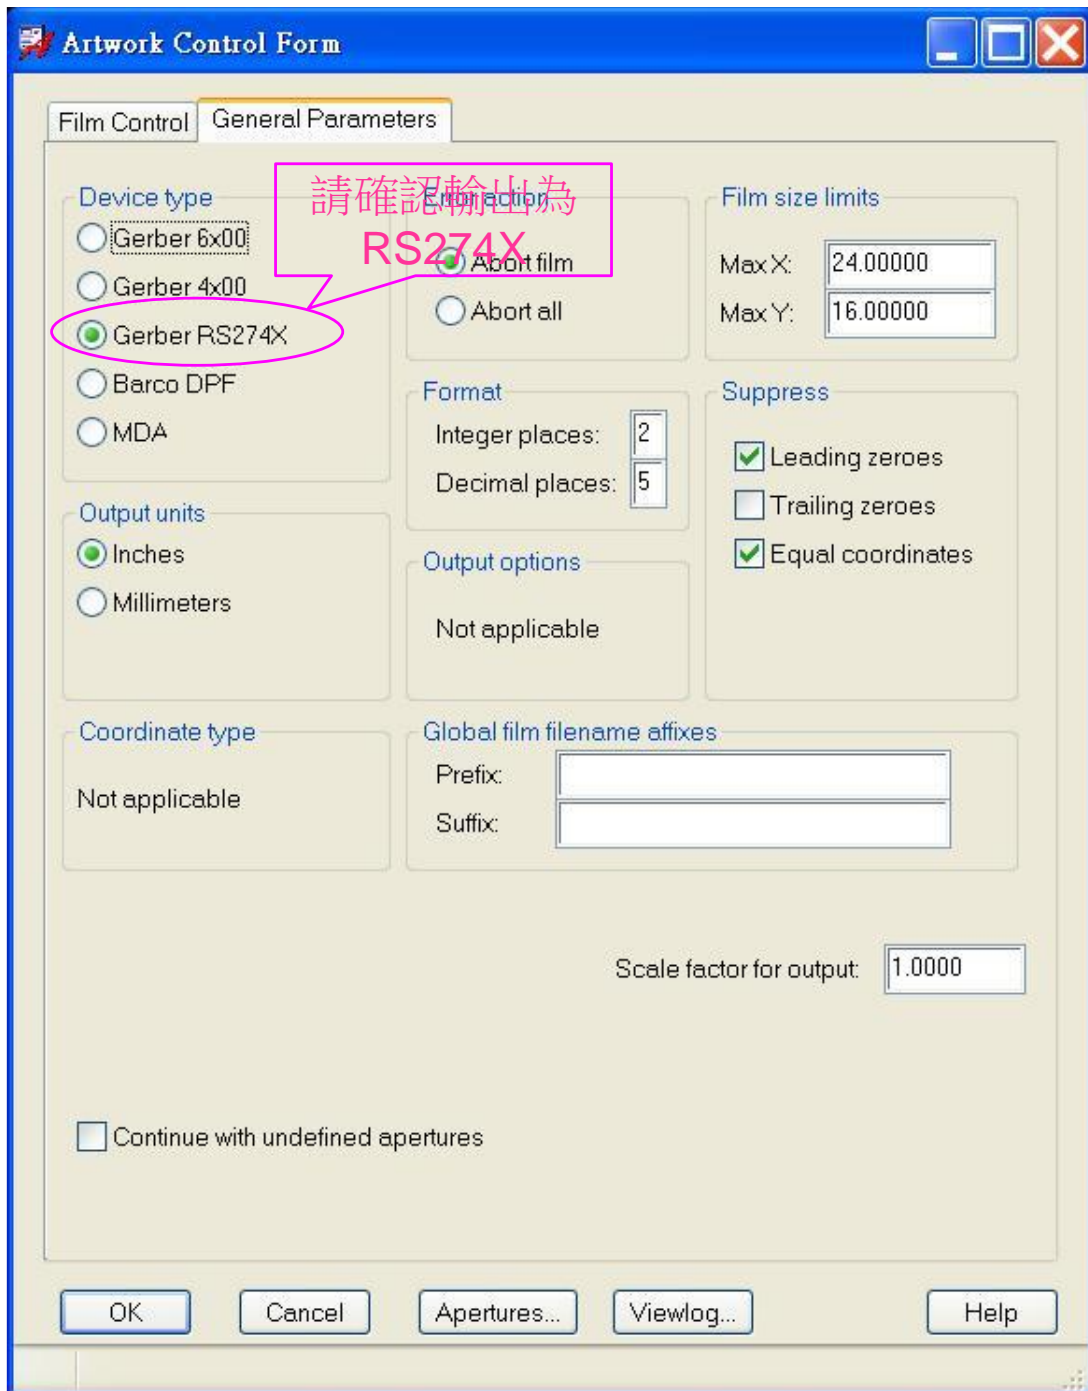 Artwork Control Form
Film Control
General Parameters
請確認輸出為
RS274X
Device type
Gerber 6x00
Gerber 4x00
Gerber RS274X
Barco DPF
MDA
Error action
Abort film
Abort all
Film size limits
Max X: 24.00000
Max Y: 16.00000
Format
Integer places: 2
Decimal places: 5
Suppress
Leading zeroes
Trailing zeroes
Equal coordinates
Output units
Inches
Millimeters
Output options
Not applicable
Coordinate type
Not applicable
Global film filename affixes
Prefix:
Suffix:
Scale factor for output: 1.0000
Continue with undefined apertures
OK
Cancel
Apertures...
Viewlog...
Help